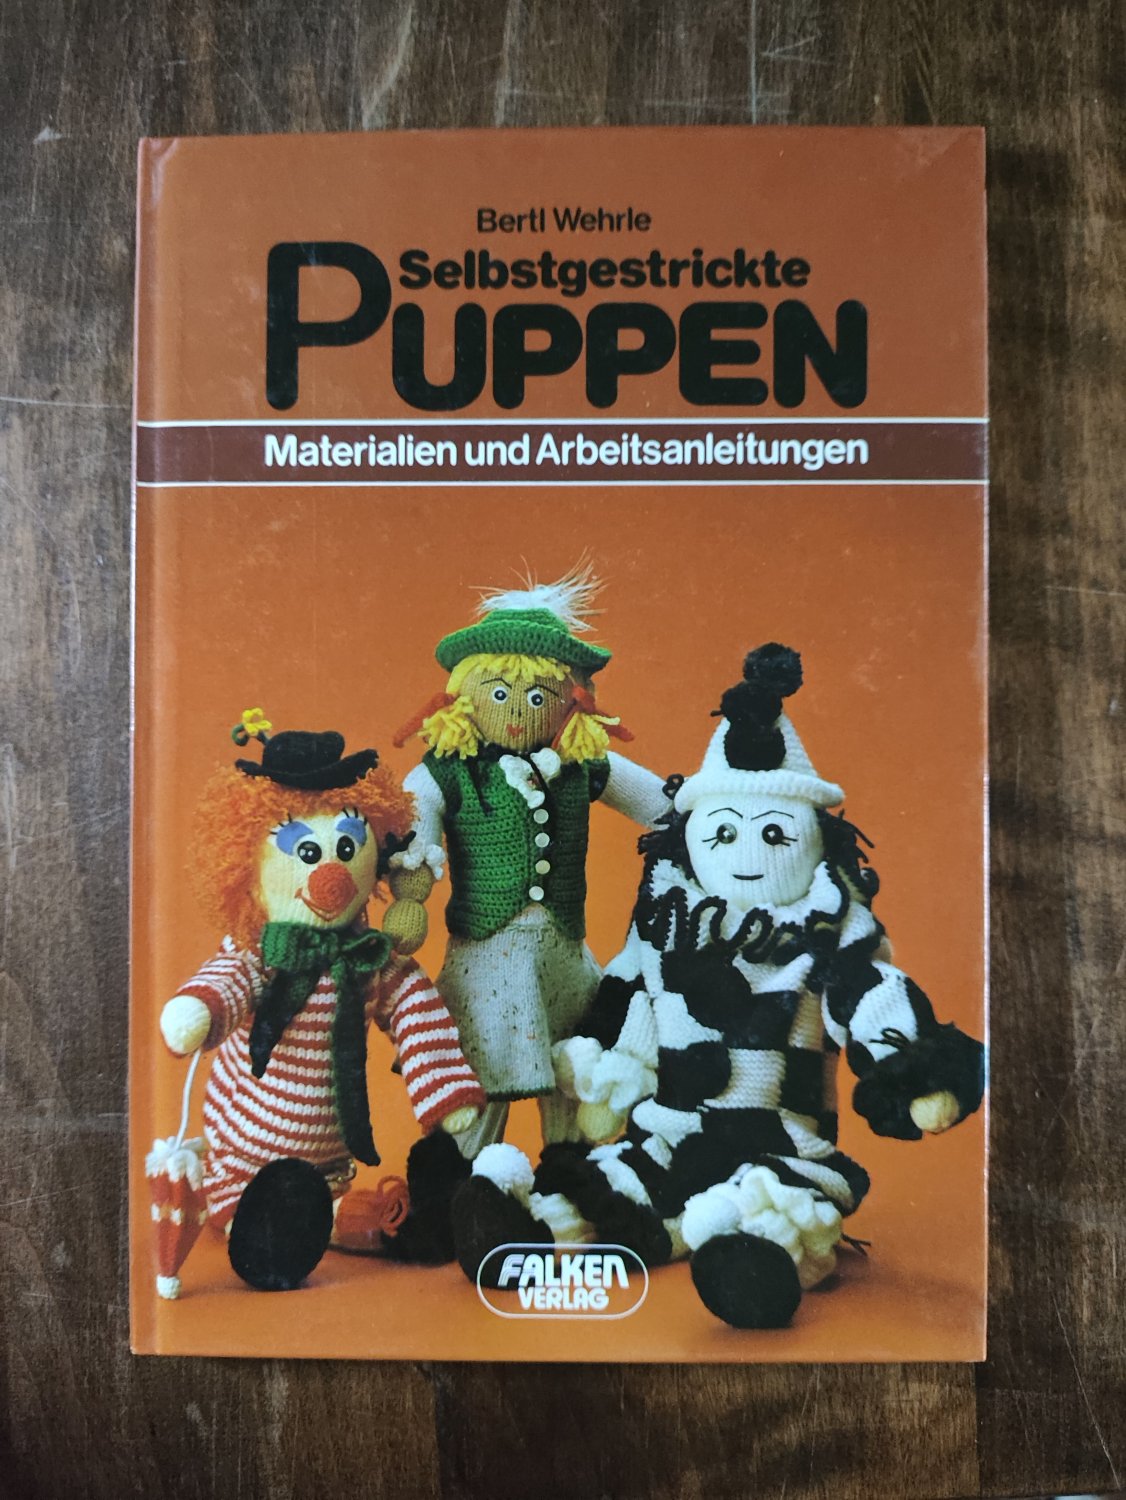 Bertl Wehrle
Selbstgestrickte
PUPPEN
Materialien und Arbeitsanleitungen
FALKEN
VERLAG